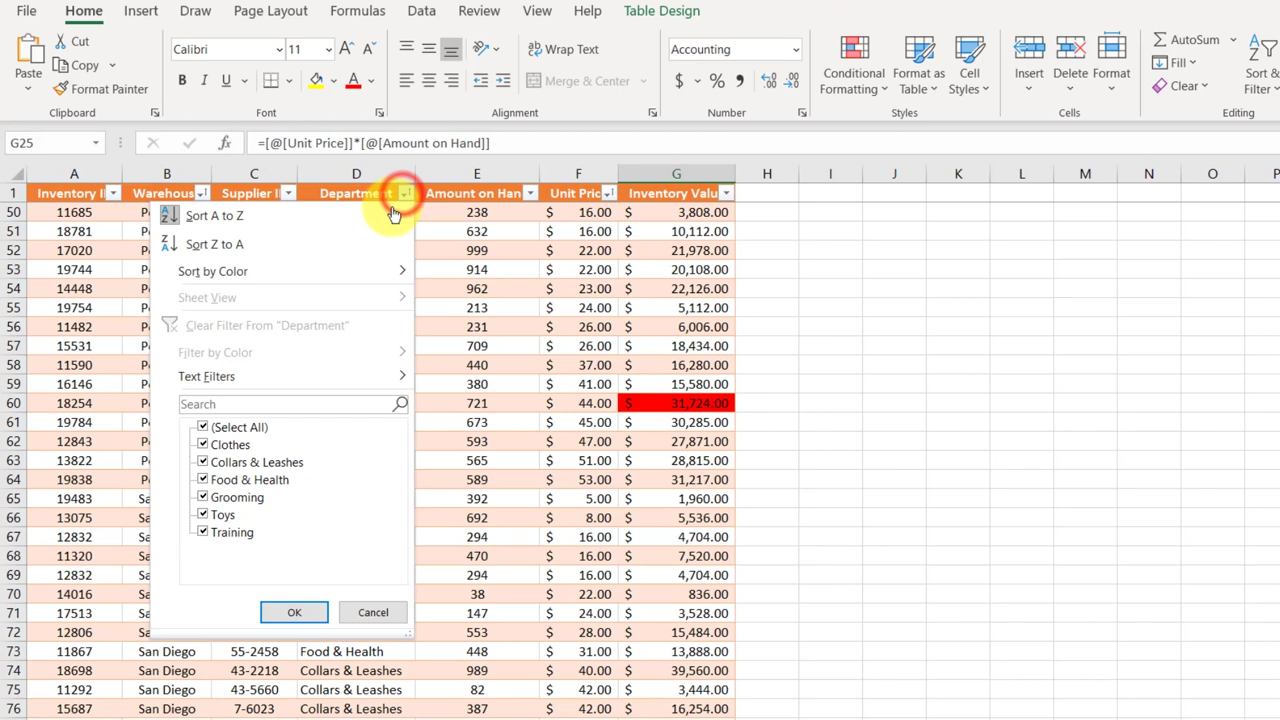 File Home Insert Draw Page Layout Formulas Data Review View Help Table Design
Paste Cut Copy Format Painter Clipboard
Calibri 11 A A B I U A Font
ab Wrap Text Merge & Center Alignment
Accounting $ % , Number
Conditional Formatting Format as Table Cell Styles Styles
Insert Delete Format Cells
AutoSum Fill Clear Sort & Filter Editing
G25 fx =[@[Unit Price]]*[@[Amount on Hand]]
A B C D E F G H I J K L M N O P
1 Inventory I Warehous Supplier I Department Amount on Han Unit Pric Inventory Valu
50 11685 238 $ 16.00 $ 3,808.00
51 18781 632 $ 16.00 $ 10,112.00
52 17020 999 $ 22.00 $ 21,978.00
53 19744 914 $ 22.00 $ 20,108.00
54 14448 962 $ 23.00 $ 22,126.00
55 19754 213 $ 24.00 $ 5,112.00
56 11482 231 $ 26.00 $ 6,006.00
57 15531 709 $ 26.00 $ 18,434.00
58 11590 440 $ 37.00 $ 16,280.00
59 16146 380 $ 41.00 $ 15,580.00
60 18254 721 $ 44.00 $ 31,724.00
61 19784 673 $ 45.00 $ 30,285.00
62 12843 593 $ 47.00 $ 27,871.00
63 13822 565 $ 51.00 $ 28,815.00
64 19838 589 $ 53.00 $ 31,217.00
65 19483 Sa 392 $ 5.00 $ 1,960.00
66 13075 Sa 692 $ 8.00 $ 5,536.00
67 12832 Sa 294 $ 16.00 $ 4,704.00
68 11320 Sa 470 $ 16.00 $ 7,520.00
69 12832 Sa 294 $ 16.00 $ 4,704.00
70 14016 Sa 38 $ 22.00 $ 836.00
71 17513 Sa 147 $ 24.00 $ 3,528.00
72 12806 Sa 553 $ 28.00 $ 15,484.00
73 11867 San Diego 55-2458 Food & Health 448 $ 31.00 $ 13,888.00
74 18698 San Diego 43-2218 Collars & Leashes 989 $ 40.00 $ 39,560.00
75 11292 San Diego 43-5660 Collars & Leashes 82 $ 42.00 $ 3,444.00
76 15687 San Diego 7-6023 Collars & Leashes 387 $ 42.00 $ 16,254.00
Sort A to Z
Sort Z to A
Sort by Color
Sheet View
Clear Filter From "Department"
Filter by Color
Text Filters
Search
(Select All)
Clothes
Collars & Leashes
Food & Health
Grooming
Toys
Training
OK Cancel